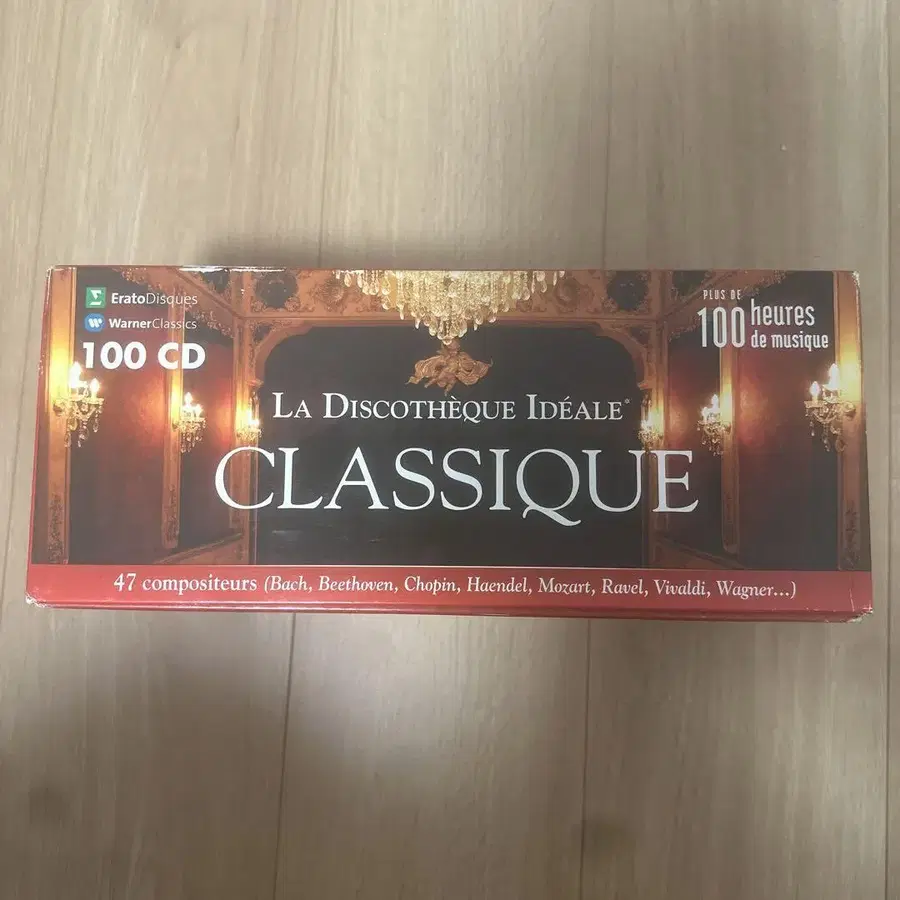 EratoDisques
WarnerClassics
100 CD
PLUS DE
100 heures
de musique
LA DISCOTHÈQUE IDÉALE
CLASSIQUE
47 compositeurs (Bach, Beethoven, Chopin, Haendel, Mozart, Ravel, Vivaldi, Wagner...)